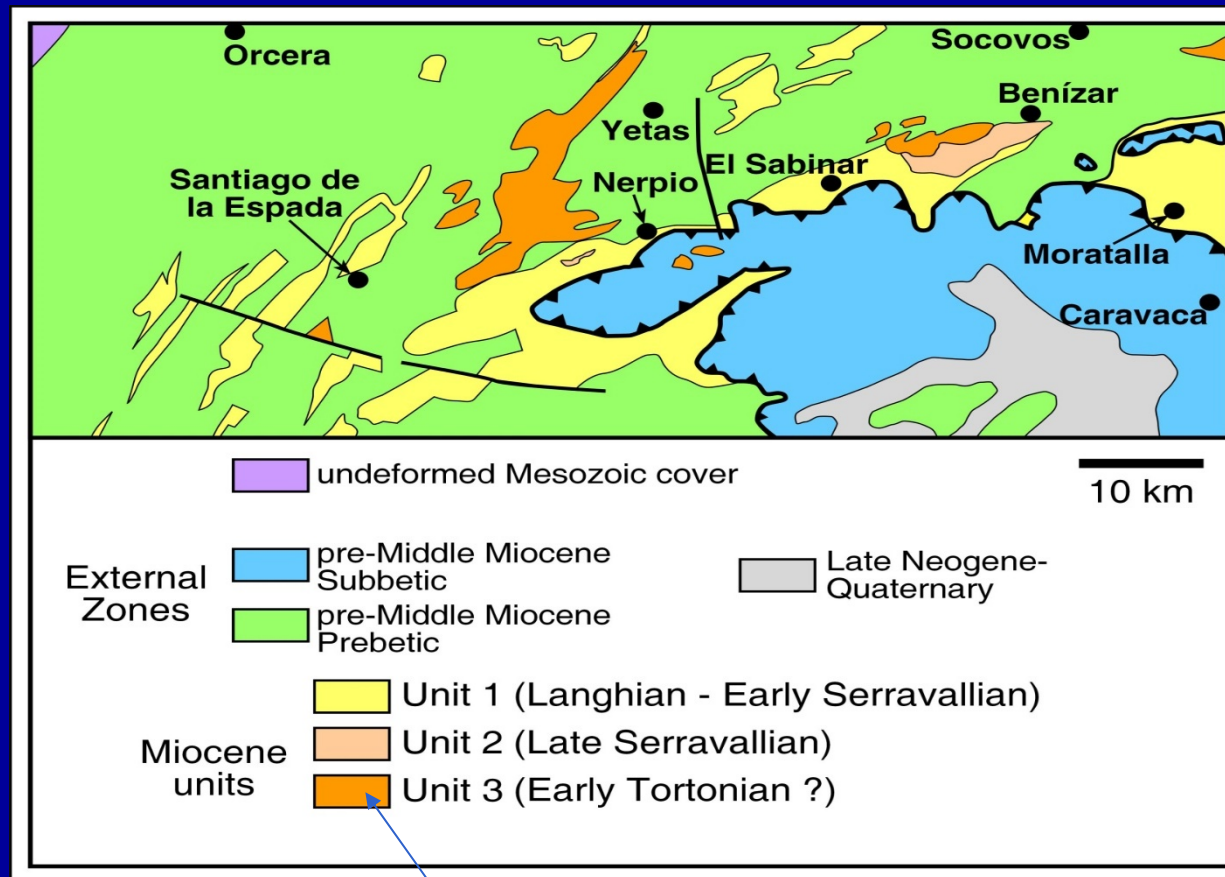 Orcera
Socovos
Benízar
Yetas
El Sabinar
Santiago de
la Espada
Nerpio
Moratalla
Caravaca
undeformed Mesozoic cover
10 km
External
Zones
pre-Middle Miocene
Subbetic
Late Neogene-
Quaternary
pre-Middle Miocene
Prebetic
Miocene
units
Unit 1 (Langhian - Early Serravallian)
Unit 2 (Late Serravallian)
Unit 3 (Early Tortonian ?)